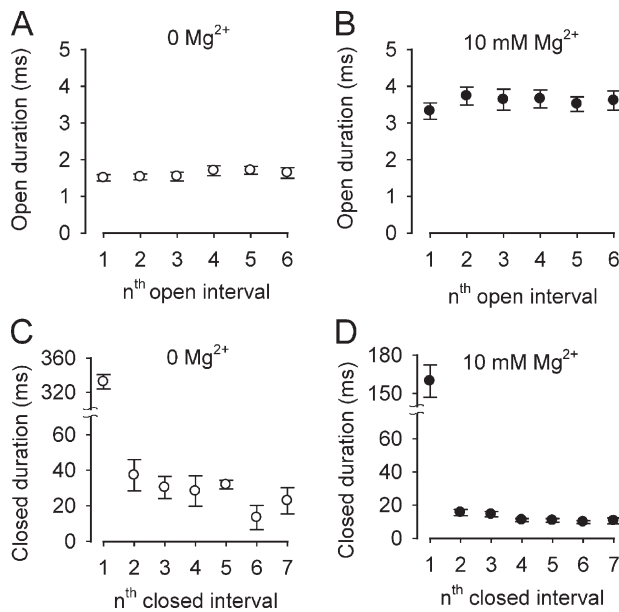 A
0 Mg²⁺
Open duration (ms)
5
4
3
2
1
0
1 2 3 4 5 6
nᵗʰ open interval
B
10 mM Mg²⁺
Open duration (ms)
5
4
3
2
1
0
1 2 3 4 5 6
nᵗʰ open interval
C
0 Mg²⁺
Closed duration (ms)
360
320
60
40
20
0
1 2 3 4 5 6 7
nᵗʰ closed interval
D
10 mM Mg²⁺
Closed duration (ms)
180
150
60
40
20
0
1 2 3 4 5 6 7
nᵗʰ closed interval